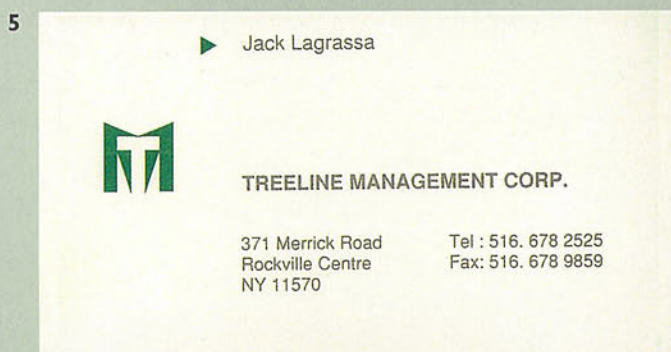 5
Jack Lagrassa
TM
TREELINE MANAGEMENT CORP.
371 Merrick Road
Rockville Centre
NY 11570
Tel : 516. 678 2525
Fax: 516. 678 9859